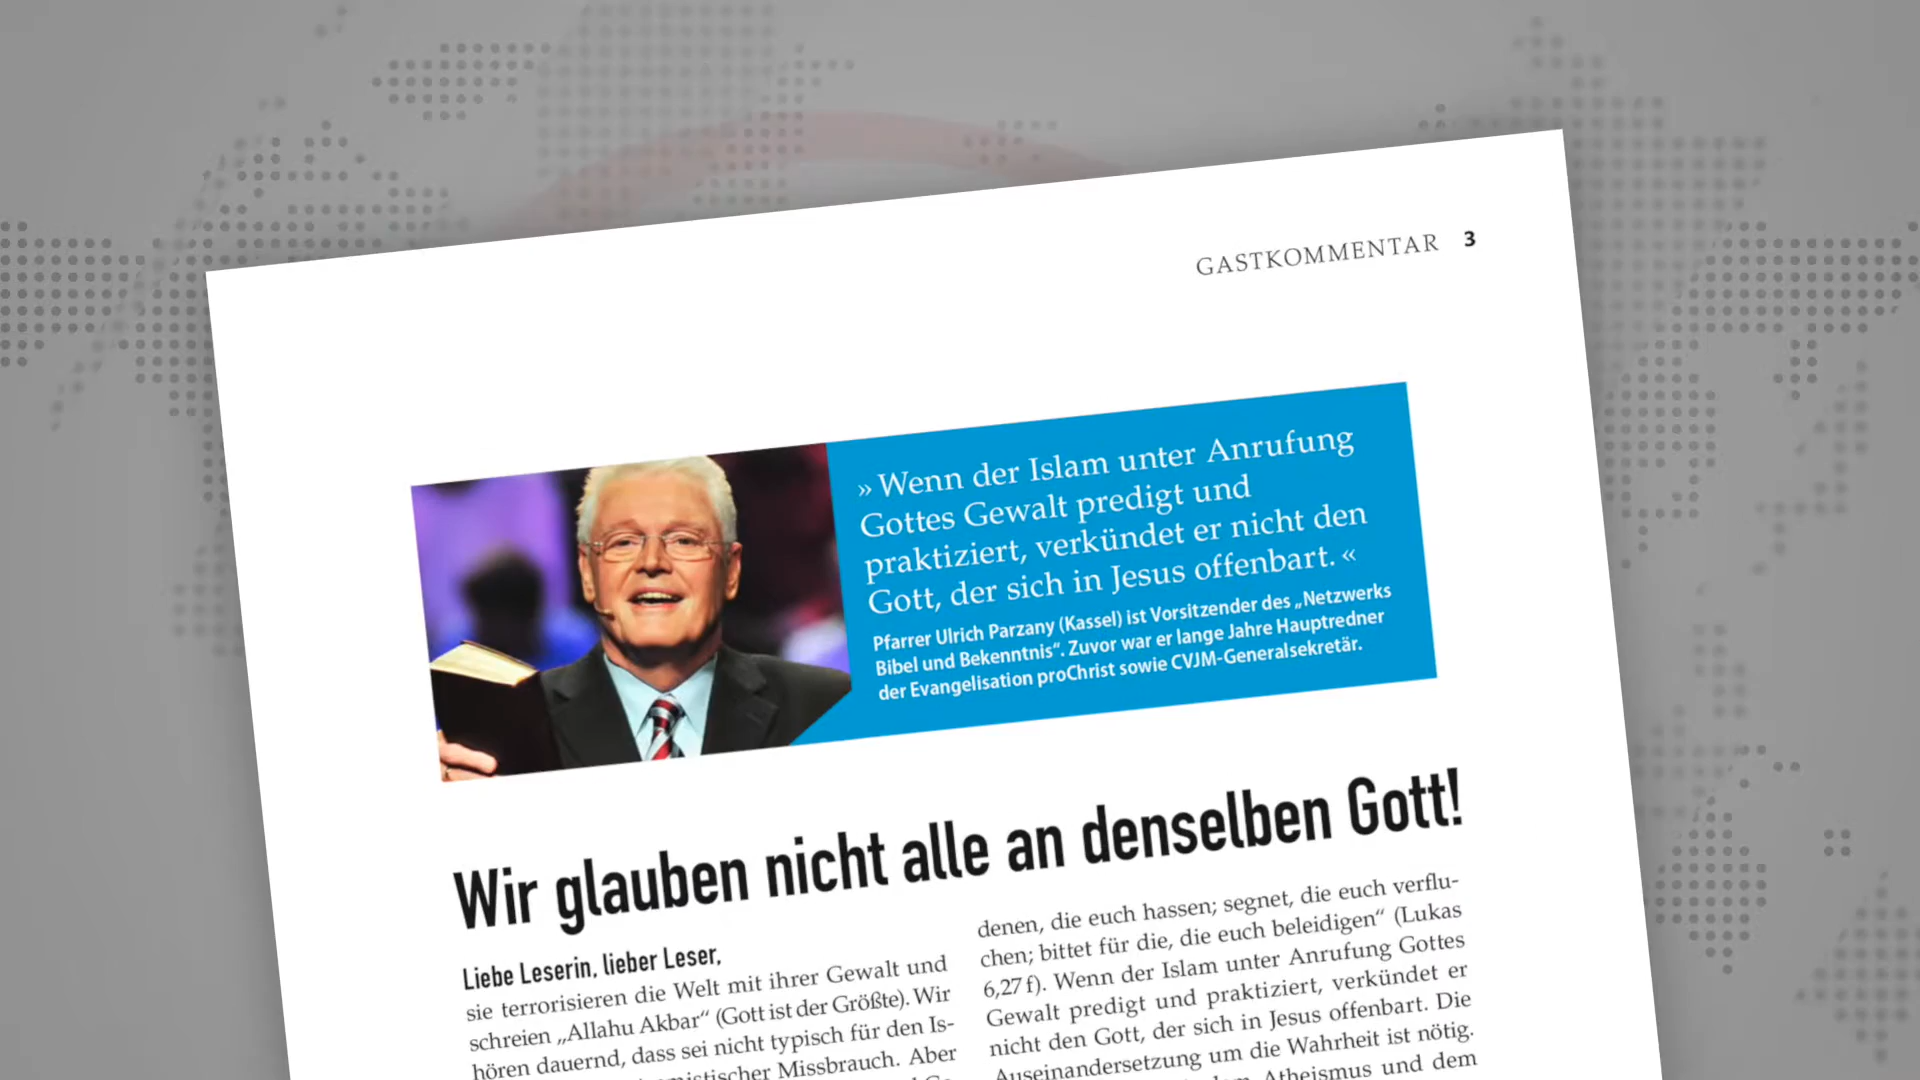 GASTKOMMENTAR 3
» Wenn der Islam unter Anrufung
Gottes Gewalt predigt und
praktiziert, verkündet er nicht den
Gott, der sich in Jesus offenbart. «
Pfarrer Ulrich Parzany (Kassel) ist Vorsitzender des „Netzwerks
Bibel und Bekenntnis“. Zuvor war er lange Jahre Hauptredner
der Evangelisation proChrist sowie CVJM-Generalsekretär.
Wir glauben nicht alle an denselben Gott!
Liebe Leserin, lieber Leser,
sie terrorisieren die Welt mit ihrer Gewalt und
schreien „Allahu Akbar“ (Gott ist der Größte). Wir
hören dauernd, dass sei nicht typisch für den Is-
Missbrauch. Aber
denen, die euch hassen; segnet, die euch verflu-
chen; bittet für die, die euch beleidigen“ (Lukas
6,27 f). Wenn der Islam unter Anrufung Gottes
Gewalt predigt und praktiziert, verkündet er
nicht den Gott, der sich in Jesus offenbart. Die
Auseinandersetzung um die Wahrheit ist nötig.
Atheismus und dem